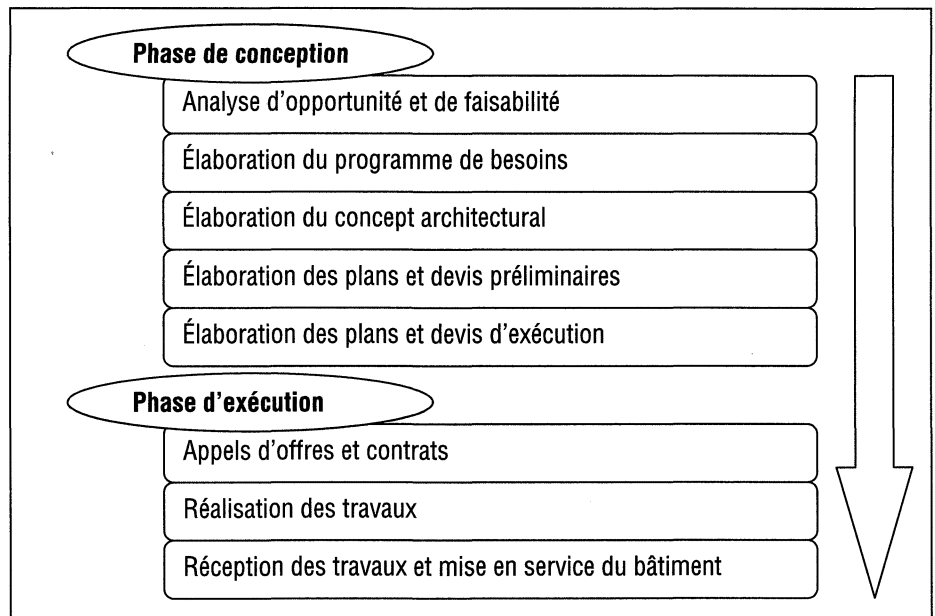 Phase de conception
Analyse d'opportunité et de faisabilité
Élaboration du programme de besoins
Élaboration du concept architectural
Élaboration des plans et devis préliminaires
Élaboration des plans et devis d'exécution
Phase d'exécution
Appels d'offres et contrats
Réalisation des travaux
Réception des travaux et mise en service du bâtiment